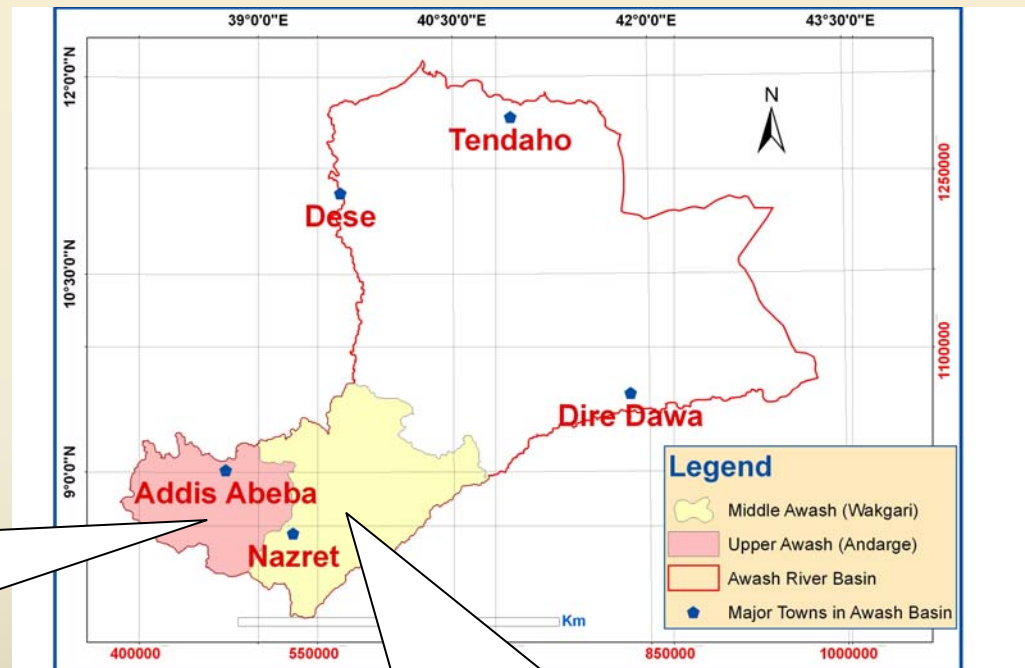 39°0'0"E
40°30'0"E
42°0'0"E
43°30'0"E
12°0'0"N
10°30'0"N
9°0'0"N
1250000
1100000
N
Tendaho
Dese
Dire Dawa
Addis Abeba
Nazret
Legend
Middle Awash (Wakgari)
Upper Awash (Andarge)
Awash River Basin
Major Towns in Awash Basin
Km
400000
550000
850000
1000000